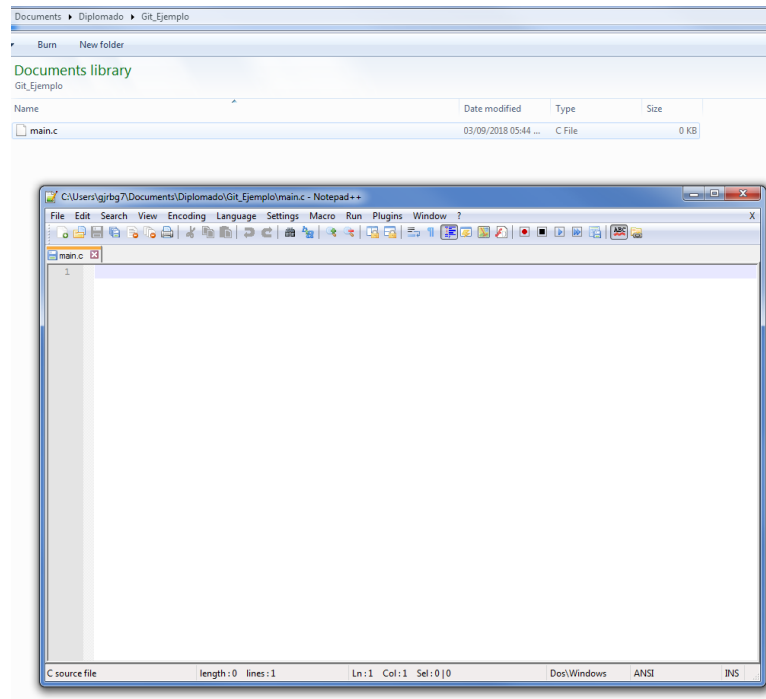 Documents ▸ Diplomado ▸ Git_Ejemplo
Burn New folder
Documents library
Git_Ejemplo
Name Date modified Type Size
main.c 03/09/2018 05:44 ... C File 0 KB
C:\Users\gjrbg7\Documents\Diplomado\Git_Ejemplo\main.c - Notepad++
File Edit Search View Encoding Language Settings Macro Run Plugins Window ? X
ABC
main.c
1
C source file length : 0 lines : 1 Ln : 1 Col : 1 Sel : 0 | 0 Dos\Windows ANSI INS